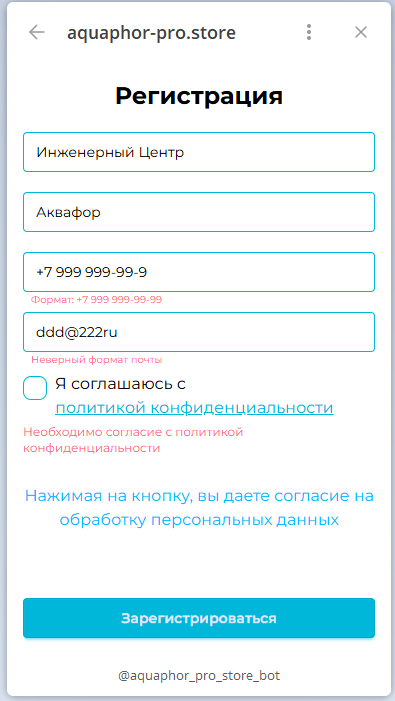 aquaphor-pro.store
Регистрация
Инженерный Центр
Аквафор
+7 999 999-99-9
Формат: +7 999 999-99-99
ddd@222ru
Неверный формат почты
Я соглашаюсь с
политикой конфиденциальности
Необходимо согласие с политикой
конфиденциальности
Нажимая на кнопку, вы даете согласие на
обработку персональных данных
Зарегистрироваться
@aquaphor_pro_store_bot